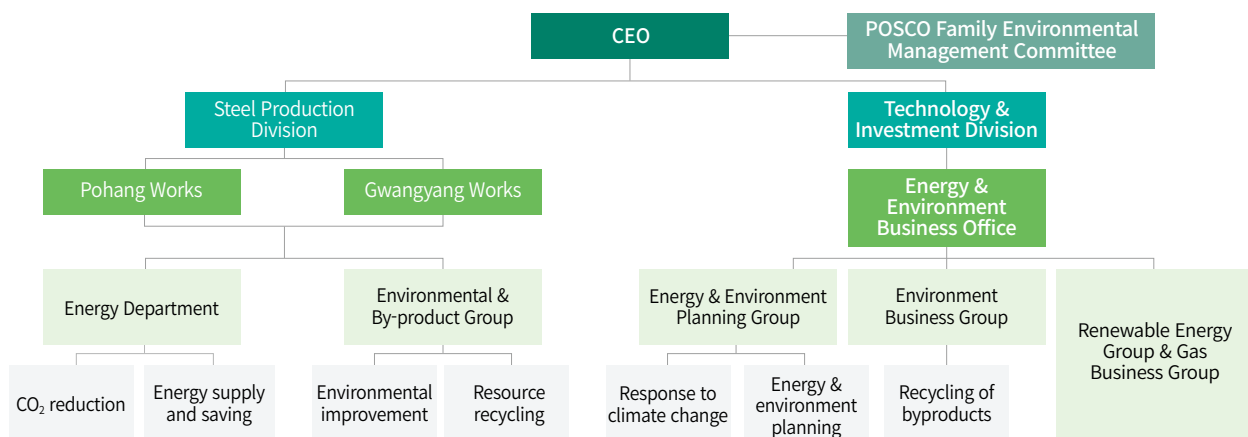 CEO
POSCO Family Environmental
Management Committee
Steel Production
Division
Technology &
Investment Division
Pohang Works
Gwangyang Works
Energy &
Environment
Business Office
Energy Department
Environmental &
By-product Group
Energy & Environment
Planning Group
Environment
Business Group
Renewable Energy
Group & Gas
Business Group
CO₂ reduction
Energy supply
and saving
Environmental
improvement
Resource
recycling
Response to
climate change
Energy &
environment
planning
Recycling of
byproducts